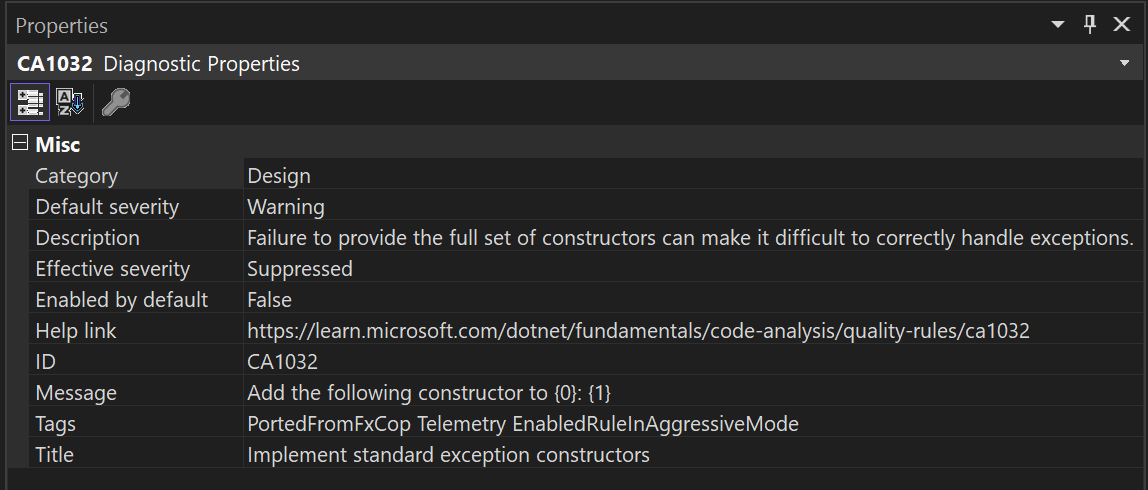 Properties
CA1032 Diagnostic Properties
A
Z
Misc
Category Design
Default severity Warning
Description Failure to provide the full set of constructors can make it difficult to correctly handle exceptions.
Effective severity Suppressed
Enabled by default False
Help link https://learn.microsoft.com/dotnet/fundamentals/code-analysis/quality-rules/ca1032
ID CA1032
Message Add the following constructor to {0}: {1}
Tags PortedFromFxCop Telemetry EnabledRuleInAggressiveMode
Title Implement standard exception constructors